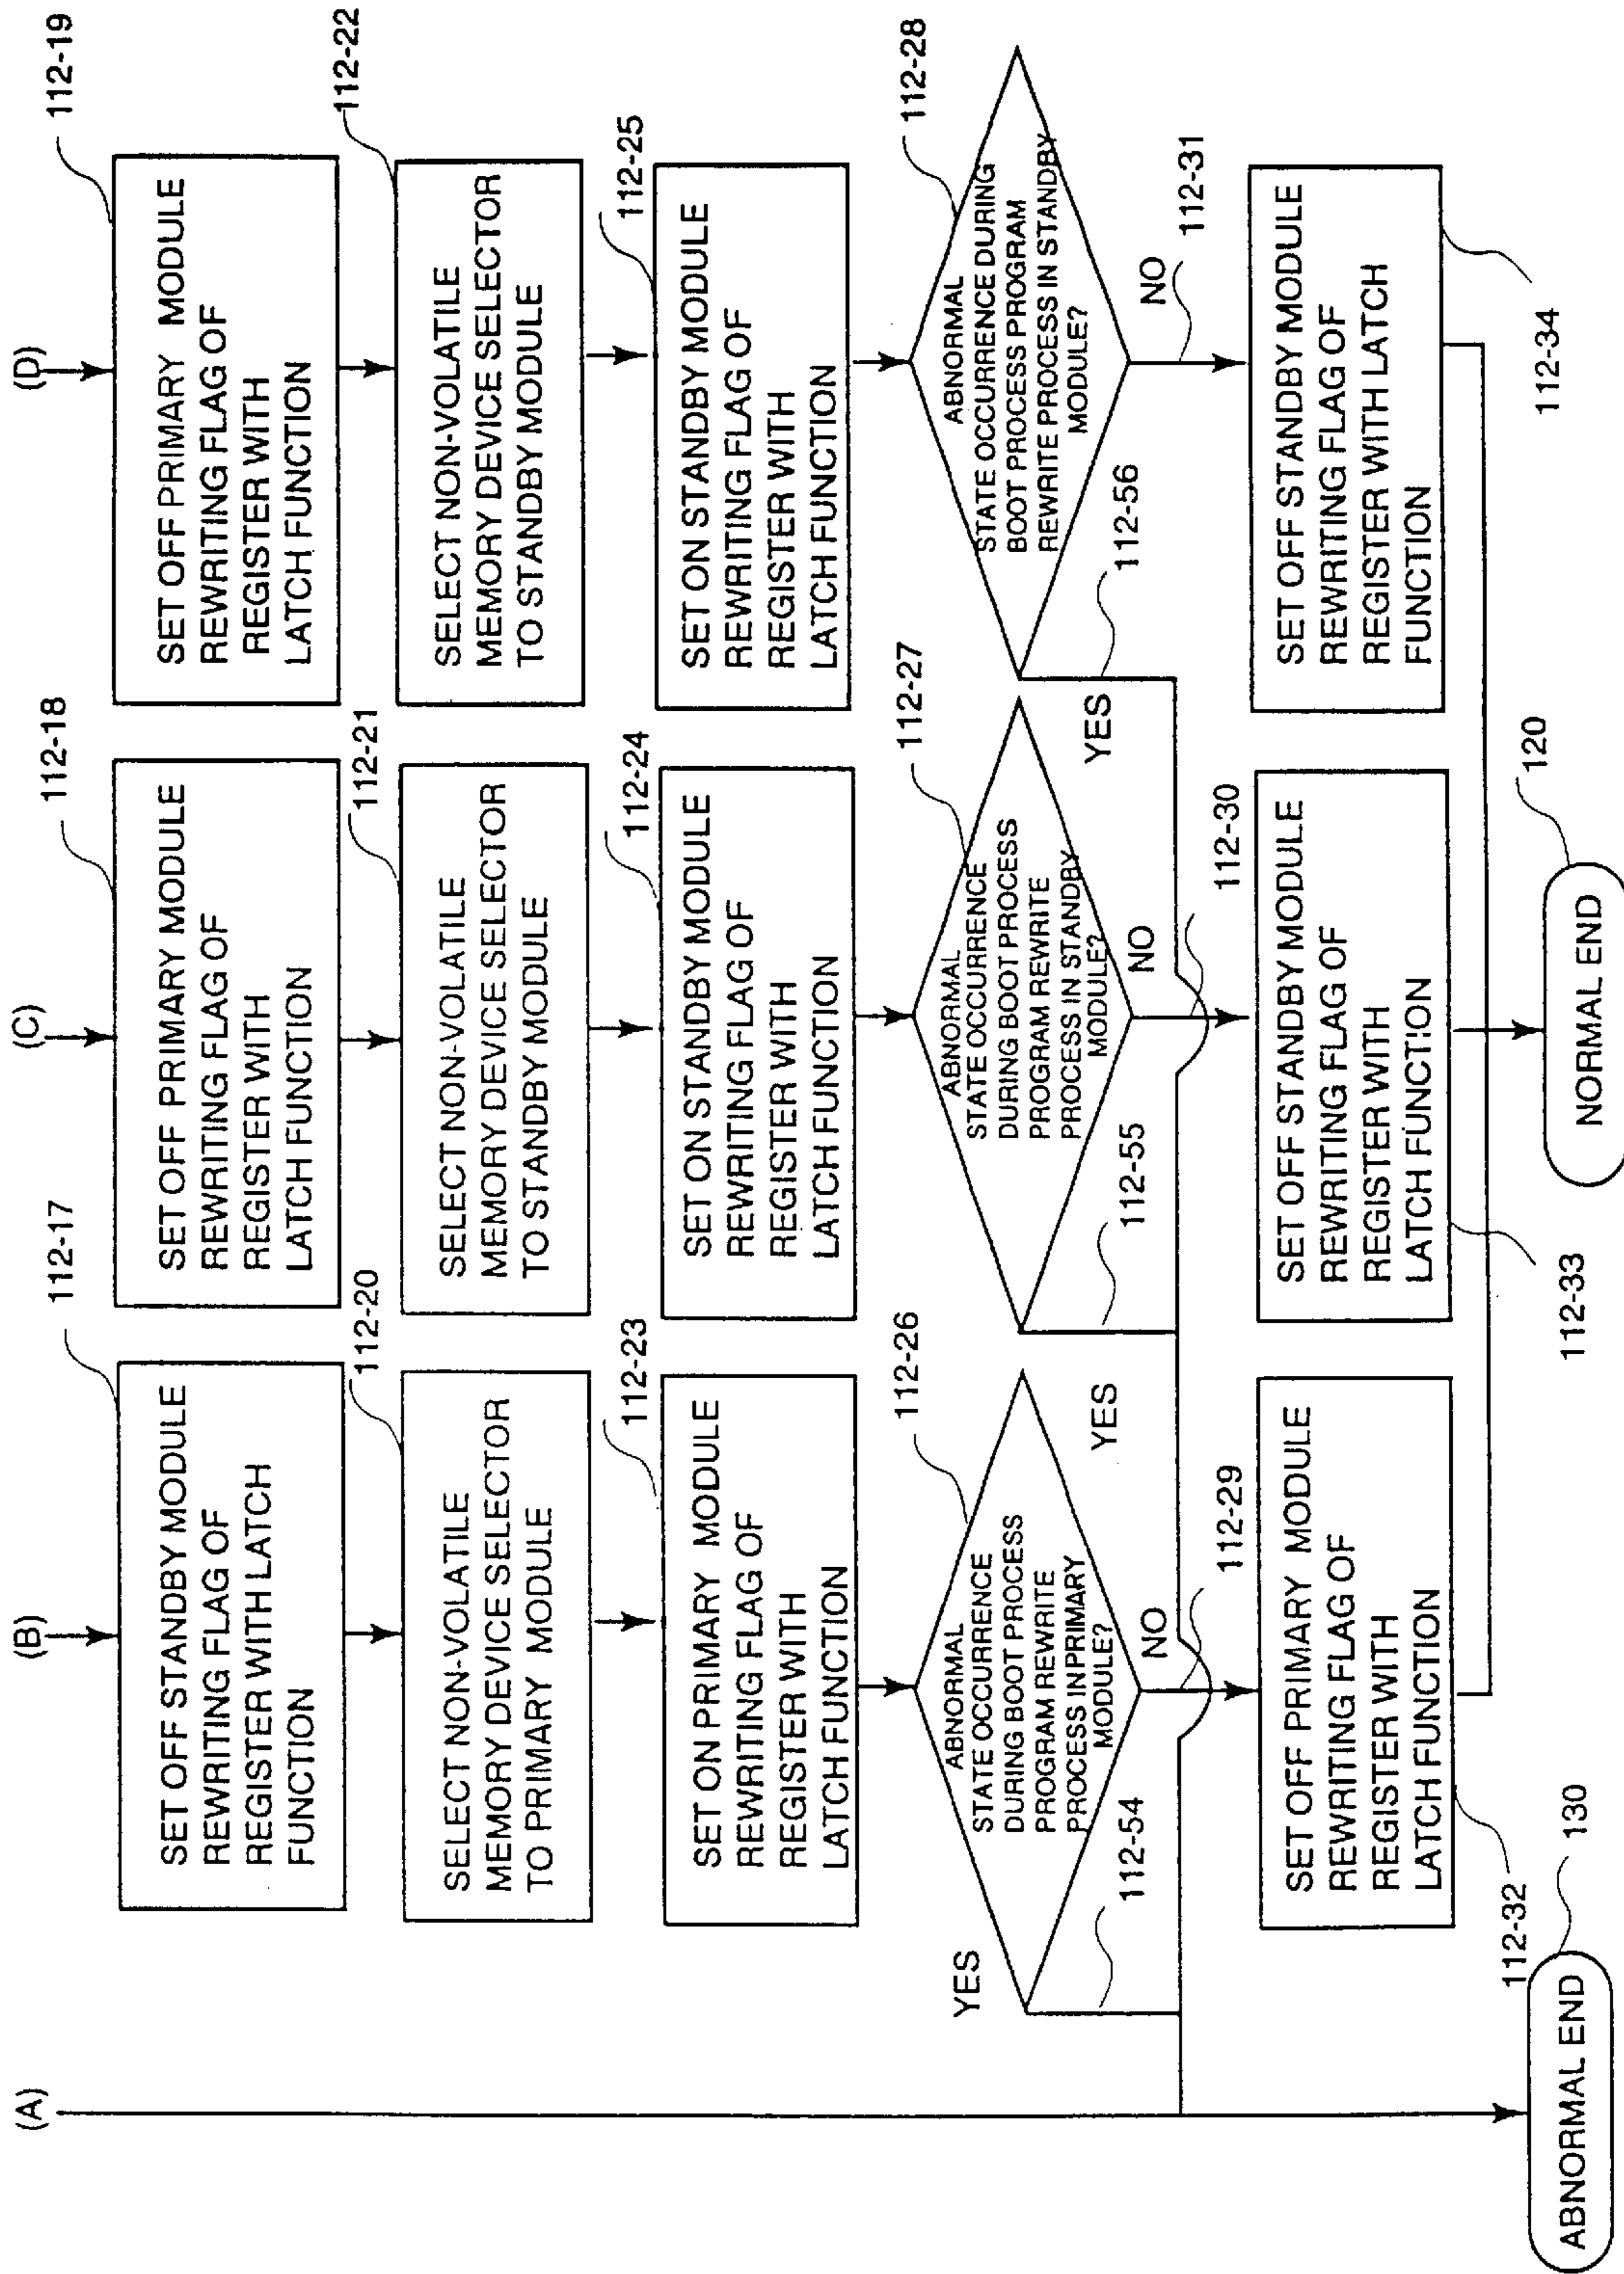 (A)
(B)
(C)
(D)
112-17
SET OFF STANDBY MODULE
REWRITING FLAG OF
REGISTER WITH LATCH
FUNCTION
112-18
SET OFF PRIMARY MODULE
REWRITING FLAG OF
REGISTER WITH
LATCH FUNCTION
112-19
SET OFF PRIMARY MODULE
REWRITING FLAG OF
REGISTER WITH
LATCH FUNCTION
112-20
SELECT NON-VOLATILE
MEMORY DEVICE SELECTOR
TO PRIMARY MODULE
112-21
SELECT NON-VOLATILE
MEMORY DEVICE SELECTOR
TO STANDBY MODULE
112-22
SELECT NON-VOLATILE
MEMORY DEVICE SELECTOR
TO STANDBY MODULE
112-23
SET ON PRIMARY MODULE
REWRITING FLAG OF
REGISTER WITH
LATCH FUNCTION
112-24
SET ON STANDBY MODULE
REWRITING FLAG OF
REGISTER WITH
LATCH FUNCTION
112-25
SET ON STANDBY MODULE
REWRITING FLAG OF
REGISTER WITH
LATCH FUNCTION
112-26
ABNORMAL
STATE OCCURRENCE
DURING BOOT PROCESS
PROGRAM REWRITE
PROCESS IN PRIMARY
MODULE?
YES
112-54
NO
112-29
112-27
ABNORMAL
STATE OCCURRENCE
DURING BOOT PROCESS
PROGRAM REWRITE
PROCESS IN STANDBY
MODULE?
YES
112-55
NO
112-30
112-28
ABNORMAL
STATE OCCURRENCE DURING
BOOT PROCESS PROGRAM
REWRITE PROCESS IN STANDBY
MODULE?
YES
112-56
NO
112-31
SET OFF PRIMARY MODULE
REWRITING FLAG OF
REGISTER WITH
LATCH FUNCTION
112-32
SET OFF STANDBY MODULE
REWRITING FLAG OF
REGISTER WITH
LATCH FUNCTION
112-33
SET OFF STANDBY MODULE
REWRITING FLAG OF
REGISTER WITH LATCH
FUNCTION
112-34
130
ABNORMAL END
120
NORMAL END